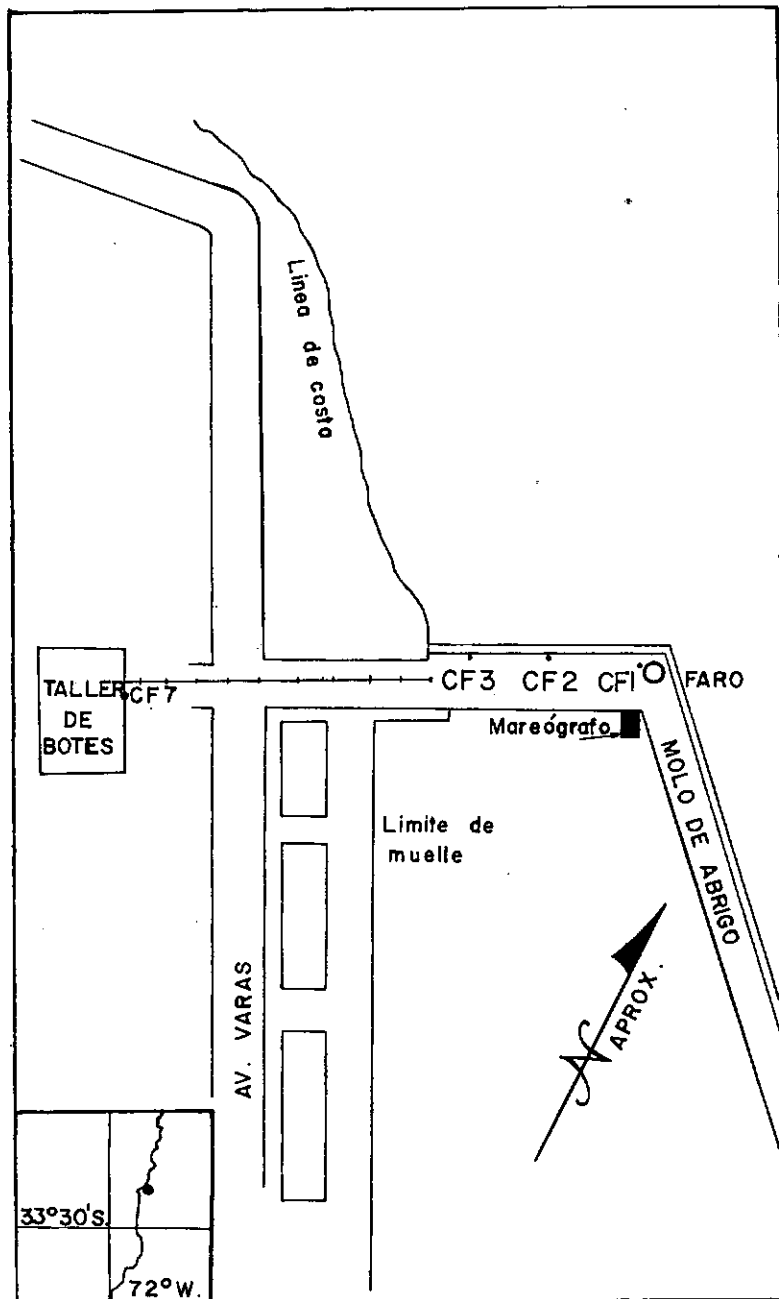 Linea de costa
TALLER
DE
BOTES
CF7
CF3
CF2
CF1
FARO
Mareógrafo
MOLO DE ABRIGO
Limite de
muelle
AV. VARAS
N APROX.
33°30'S.
72°W.